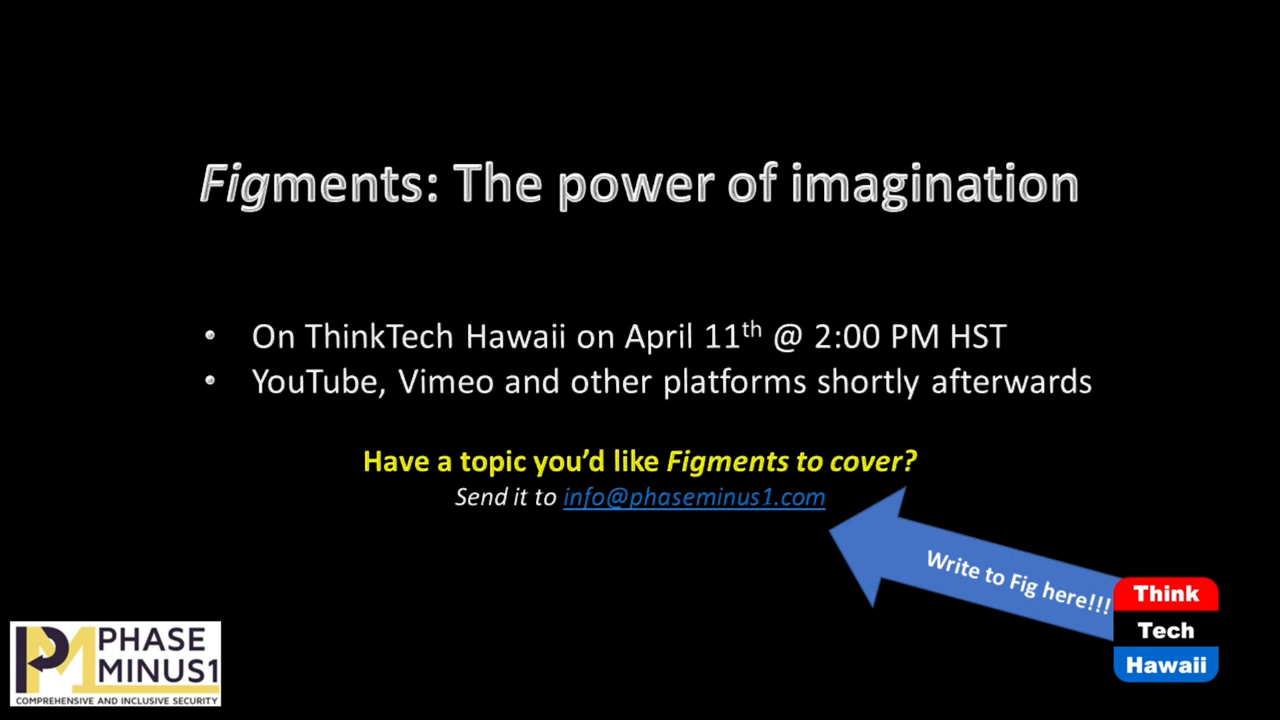 Figments: The power of imagination
• On ThinkTech Hawaii on April 11th @ 2:00 PM HST
• YouTube, Vimeo and other platforms shortly afterwards
Have a topic you’d like Figments to cover?
Send it to info@phaseminus1.com
Write to Fig here!!!
Think
Tech
Hawaii
PM
PHASE
MINUS1
COMPREHENSIVE AND INCLUSIVE SECURITY